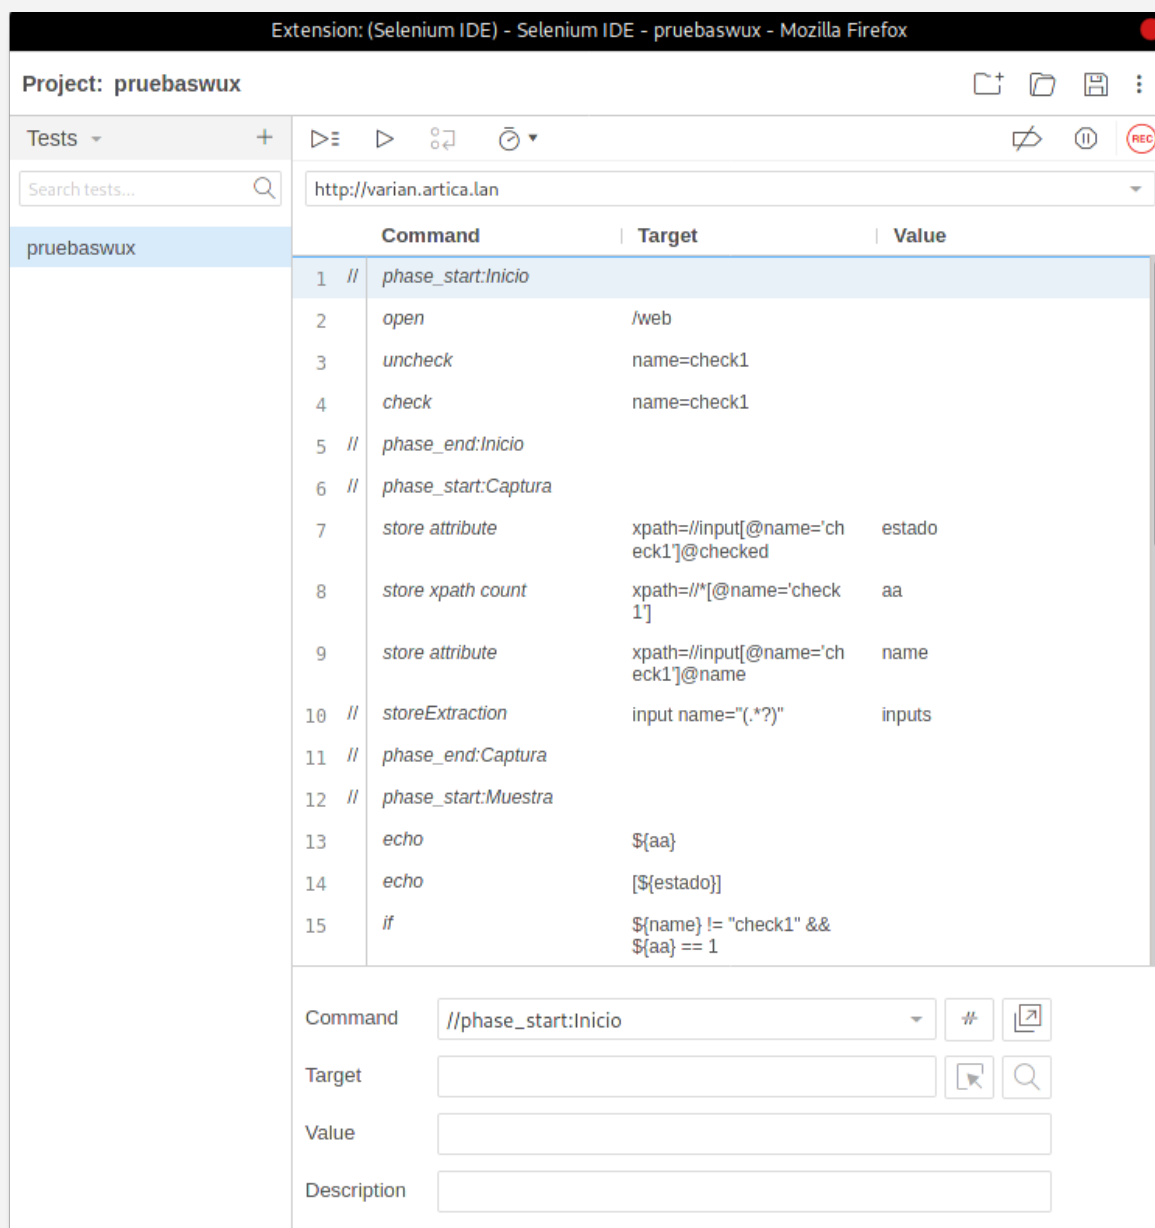 Extension: (Selenium IDE) - Selenium IDE - pruebaswux - Mozilla Firefox
Project: pruebaswux
Tests
+
REC
Search tests...
http://varian.artica.lan
pruebaswux
Command Target Value
1 // phase_start:Inicio
2 open /web
3 uncheck name=check1
4 check name=check1
5 // phase_end:Inicio
6 // phase_start:Captura
7 store attribute xpath=//input[@name='ch estado
eck1']@checked
8 store xpath count xpath=//*[@name='check aa
1']
9 store attribute xpath=//input[@name='ch name
eck1']@name
10 // storeExtraction input name="(.*?)" inputs
11 // phase_end:Captura
12 // phase_start:Muestra
13 echo ${aa}
14 echo [${estado}]
15 if ${name} != "check1" &&
${aa} == 1
Command //phase_start:Inicio
Target
Value
Description